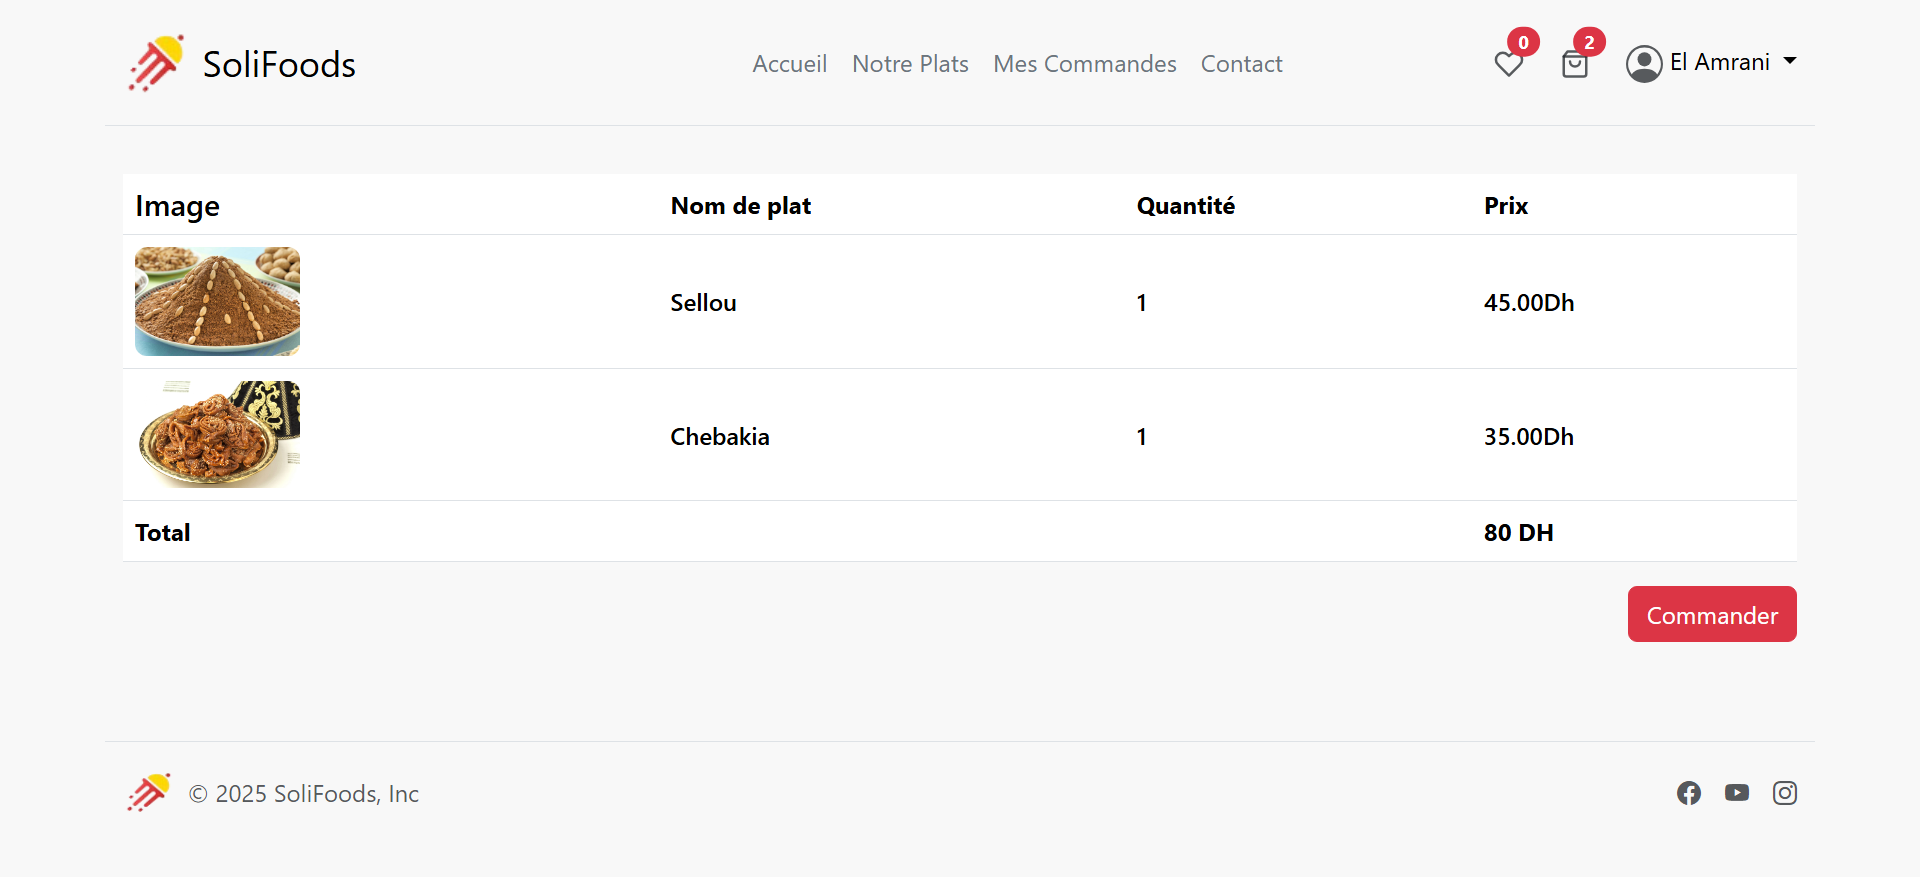 SoliFoods Accueil Notre Plats Mes Commandes Contact 0 2 El Amrani
Image Nom de plat Quantité Prix
Sellou 1 45.00Dh
Chebakia 1 35.00Dh
Total 80 DH
Commander
© 2025 SoliFoods, Inc